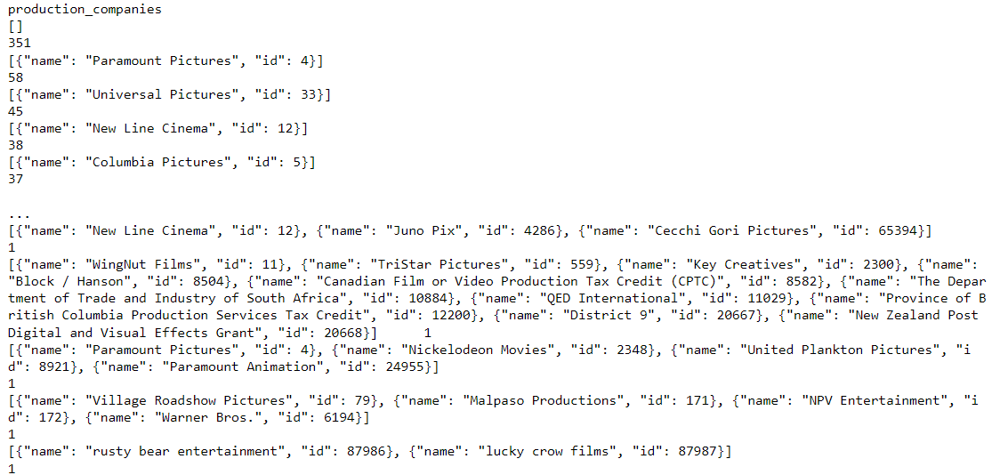 production_companies
[]
351
[{"name": "Paramount Pictures", "id": 4}]
58
[{"name": "Universal Pictures", "id": 33}]
45
[{"name": "New Line Cinema", "id": 12}]
38
[{"name": "Columbia Pictures", "id": 5}]
37
...
[{"name": "New Line Cinema", "id": 12}, {"name": "Juno Pix", "id": 4286}, {"name": "Cecchi Gori Pictures", "id": 65394}]
1
[{"name": "WingNut Films", "id": 11}, {"name": "TriStar Pictures", "id": 559}, {"name": "Key Creatives", "id": 2300}, {"name":
"Block / Hanson", "id": 8504}, {"name": "Canadian Film or Video Production Tax Credit (CPTC)", "id": 8582}, {"name": "The Depar
tment of Trade and Industry of South Africa", "id": 10884}, {"name": "QED International", "id": 11029}, {"name": "Province of B
ritish Columbia Production Services Tax Credit", "id": 12200}, {"name": "District 9", "id": 20667}, {"name": "New Zealand Post
Digital and Visual Effects Grant", "id": 20668}]      1
[{"name": "Paramount Pictures", "id": 4}, {"name": "Nickelodeon Movies", "id": 2348}, {"name": "United Plankton Pictures", "i
d": 8921}, {"name": "Paramount Animation", "id": 24955}]
1
[{"name": "Village Roadshow Pictures", "id": 79}, {"name": "Malpaso Productions", "id": 171}, {"name": "NPV Entertainment", "i
d": 172}, {"name": "Warner Bros.", "id": 6194}]
1
[{"name": "rusty bear entertainment", "id": 87986}, {"name": "lucky crow films", "id": 87987}]
1